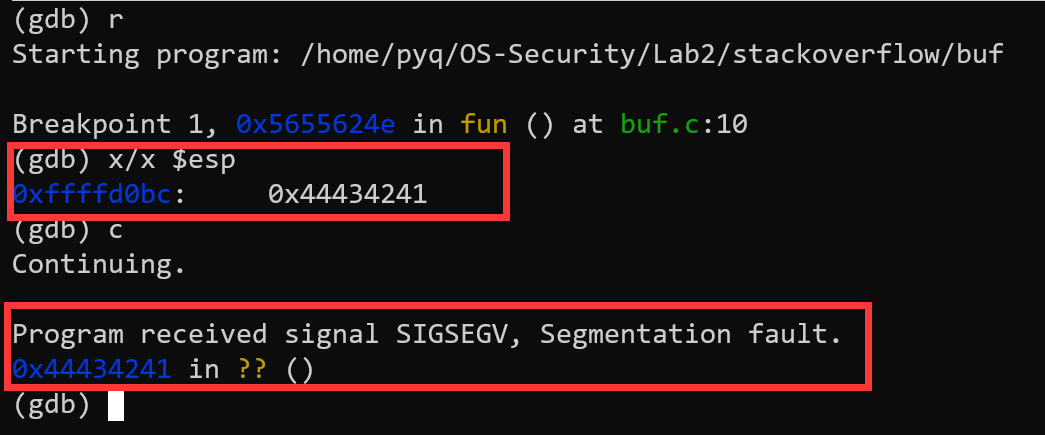 (gdb) r
Starting program: /home/pyq/OS-Security/Lab2/stackoverflow/buf
Breakpoint 1, 0x5655624e in fun () at buf.c:10
(gdb) x/x $esp
0xffffd0bc:     0x44434241
(gdb) c
Continuing.
Program received signal SIGSEGV, Segmentation fault.
0x44434241 in ?? ()
(gdb)